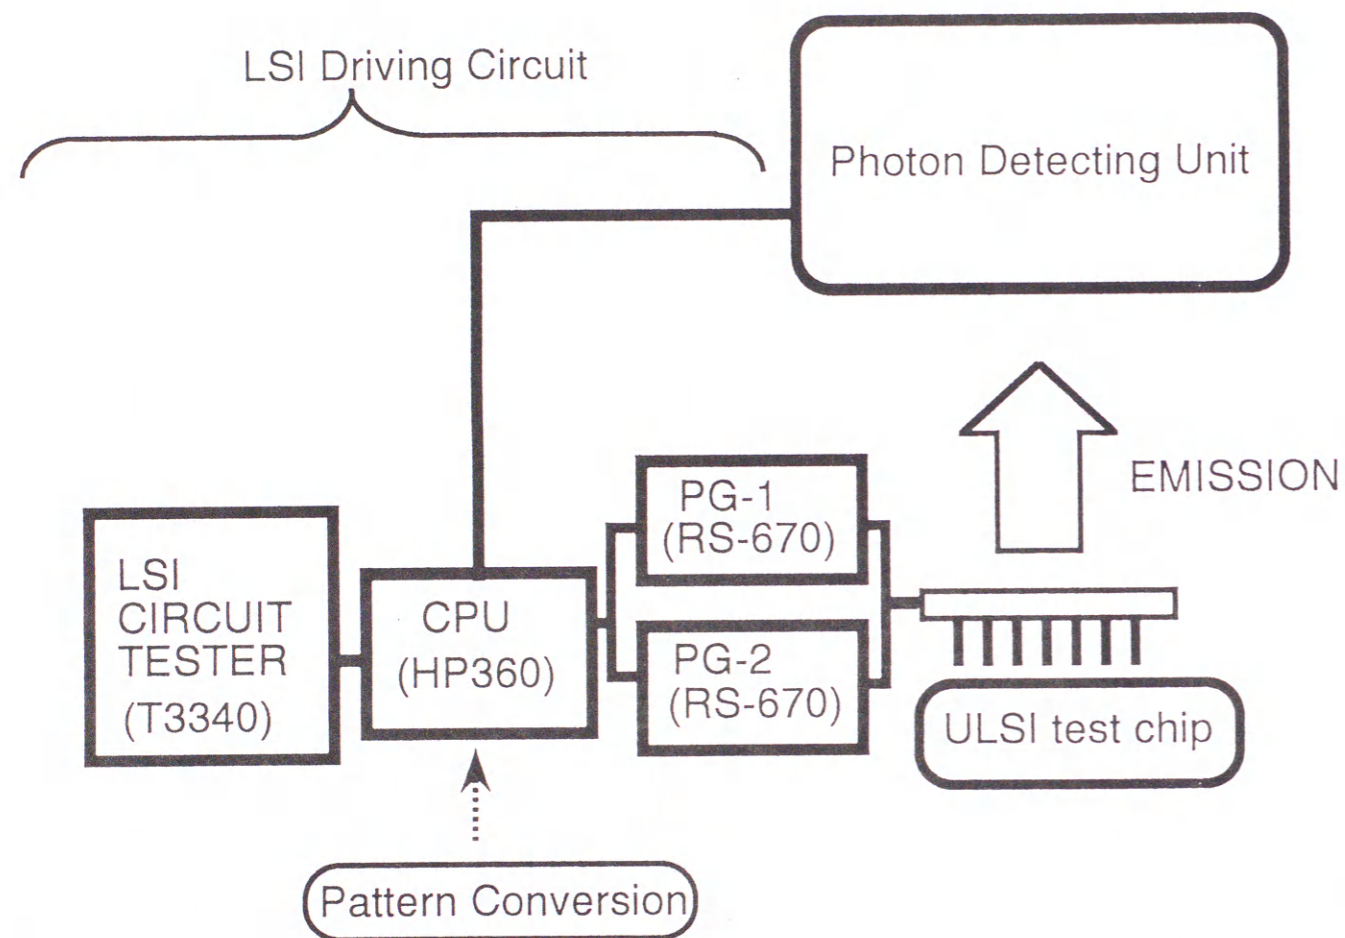 LSI Driving Circuit
Photon Detecting Unit
EMISSION
PG-1
(RS-670)
LSI
CIRCUIT
TESTER
(T3340)
CPU
(HP360)
PG-2
(RS-670)
ULSI test chip
Pattern Conversion